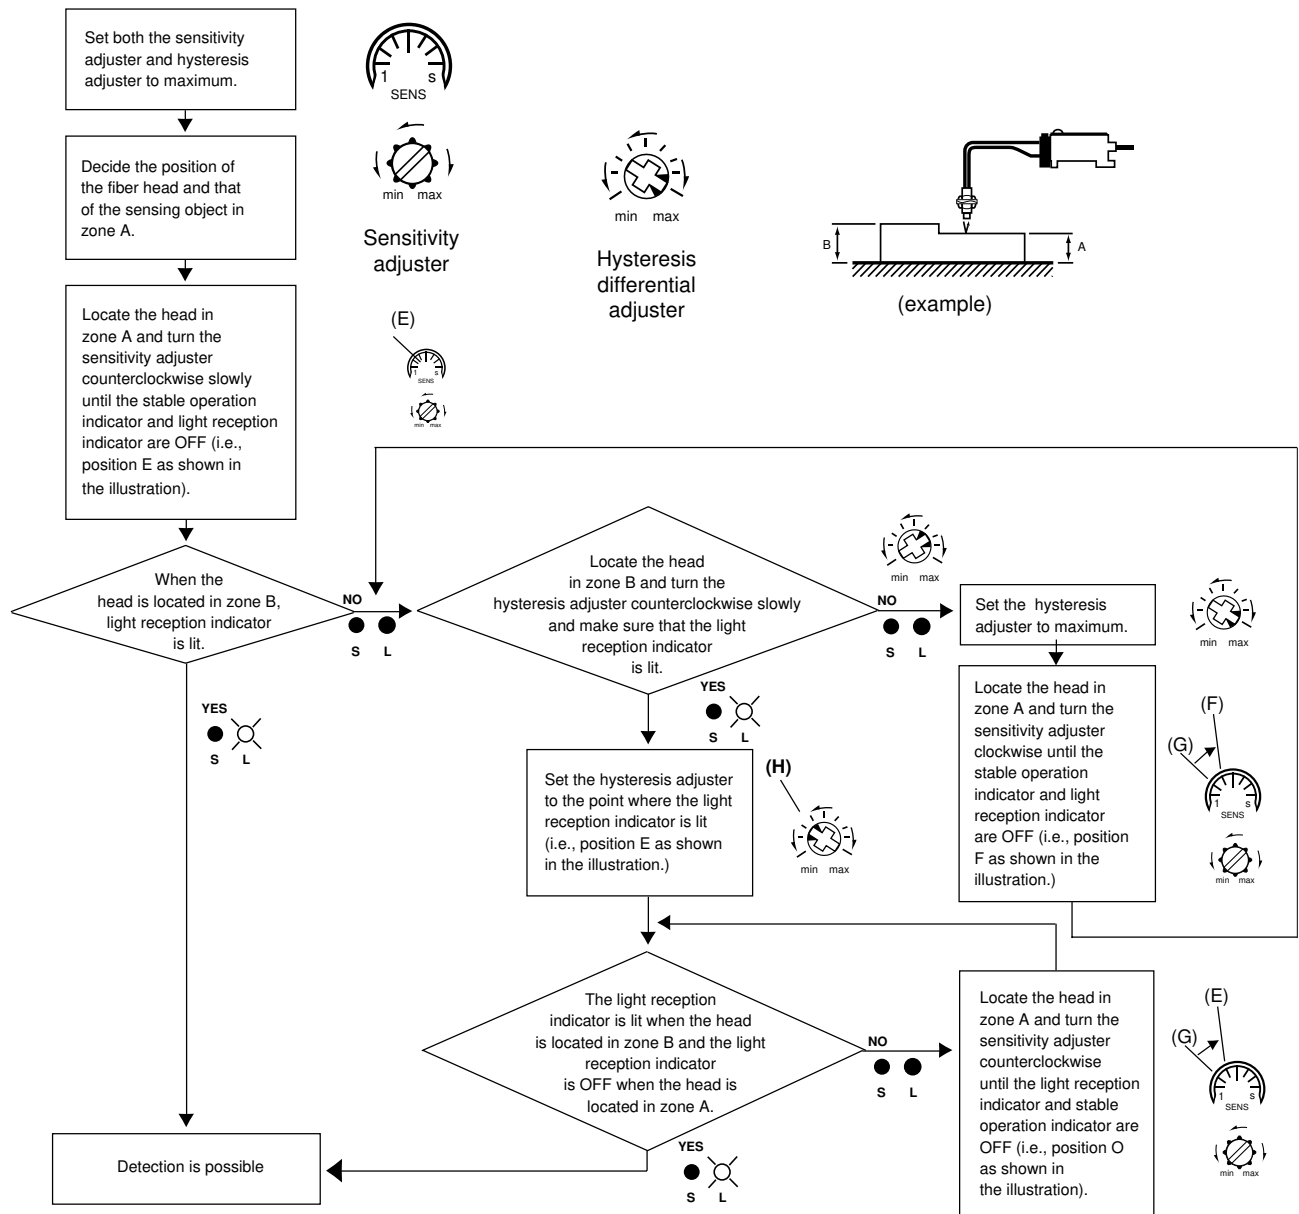 Set both the sensitivity
adjuster and hysteresis
adjuster to maximum.
1 s
SENS
Decide the position of
the fiber head and that
of the sensing object in
zone A.
min max
Sensitivity
adjuster
min max
Hysteresis
differential
adjuster
B
A
(example)
Locate the head in
zone A and turn the
sensitivity adjuster
counterclockwise slowly
until the stable operation
indicator and light reception
indicator are OFF (i.e.,
position E as shown in
the illustration).
(E)
1 s
SENS
min max
When the
head is located in zone B,
light reception indicator
is lit.
NO
S L
YES
S L
Locate the head
in zone B and turn the
hysteresis adjuster counterclockwise slowly
and make sure that the light
reception indicator
is lit.
min max
NO
S L
YES
S L
Set the hysteresis
adjuster to maximum.
min max
Locate the head in
zone A and turn the
sensitivity adjuster
clockwise until the
stable operation
indicator and light
reception indicator
are OFF (i.e., position
F as shown in the
illustration.)
(F)
(G)
1 s
SENS
min max
Set the hysteresis adjuster
to the point where the light
reception indicator is lit
(i.e., position E as shown
in the illustration.)
(H)
min max
The light reception
indicator is lit when the head
is located in zone B and the light
reception indicator
is OFF when the head is
located in zone A.
NO
S L
YES
S L
Locate the head in
zone A and turn the
sensitivity adjuster
counterclockwise
until the light reception
indicator and stable
operation indicator are
OFF (i.e., position O
as shown in
the illustration).
(E)
(G)
1 s
SENS
min max
Detection is possible